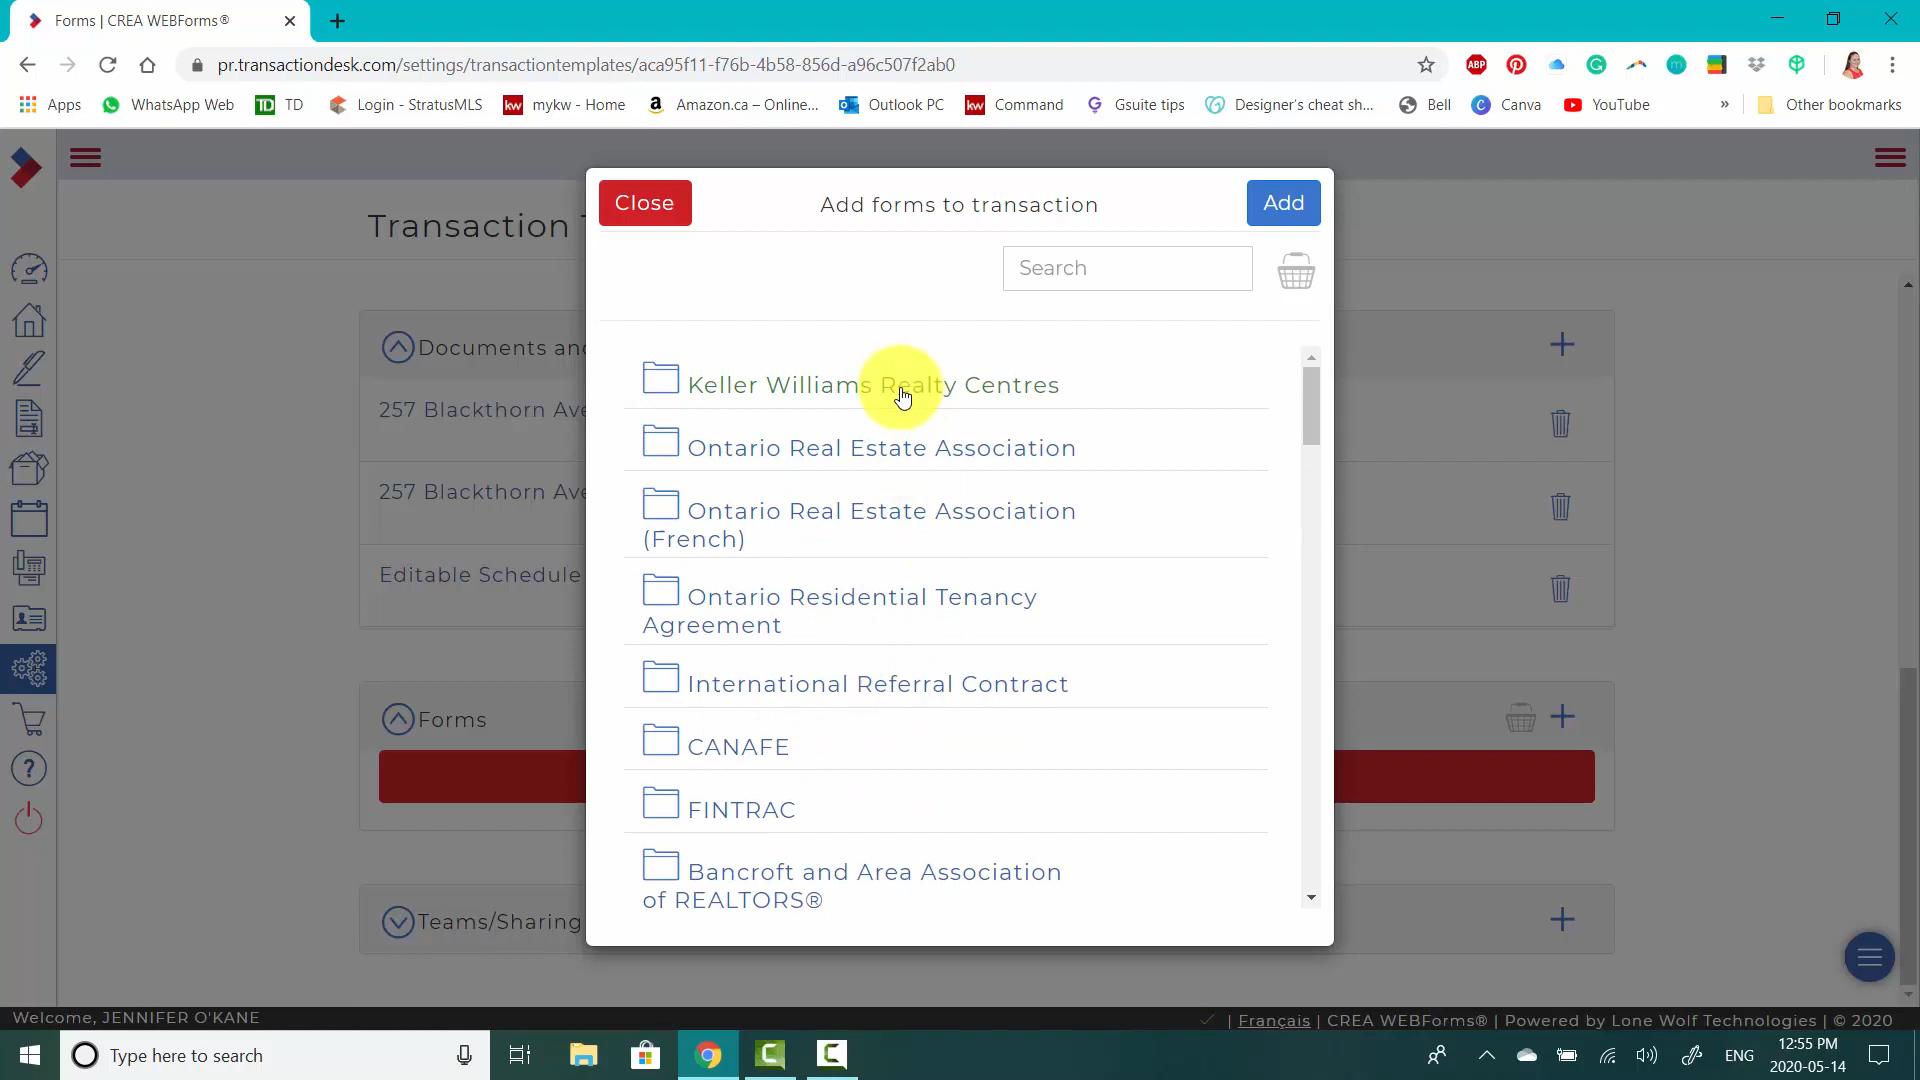 Forms | CREA WEBForms®
pr.transactiondesk.com/settings/transactiontemplates/aca95f11-f76b-4b58-856d-a96c507f2ab0
ABP
Apps WhatsApp Web TD TD Login - StratusMLS kw mykw - Home Amazon.ca – Online... Outlook PC kw Command Gsuite tips Designer's cheat sh... Bell Canva YouTube » Other bookmarks
Close Add forms to transaction Add
Transaction T
Search
Documents and
Keller Williams Realty Centres
257 Blackthorn Ave
Ontario Real Estate Association
257 Blackthorn Ave
Ontario Real Estate Association
(French)
Editable Schedule
Ontario Residential Tenancy
Agreement
International Referral Contract
Forms
CANAFE
FINTRAC
Bancroft and Area Association
of REALTORS®
Teams/Sharing
Welcome, JENNIFER O'KANE
| Français | CREA WEBForms® | Powered by Lone Wolf Technologies | © 2020
Type here to search
ENG
12:55 PM
2020-05-14